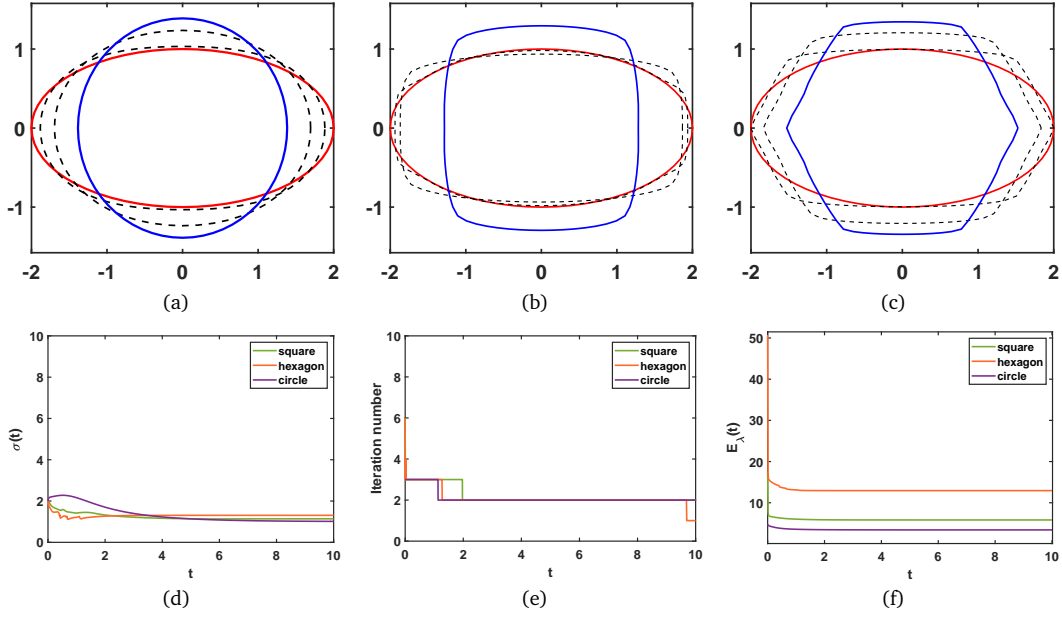 1
0
-1
-2 -1 0 1 2
(a)
1
0
-1
-2 -1 0 1 2
(b)
1
0
-1
-2 -1 0 1 2
(c)
10
8
6
4
2
0
σ(t)
square
hexagon
circle
0 2 4 6 8 10
t
(d)
10
8
6
4
2
0
Iteration number
square
hexagon
circle
0 2 4 6 8 10
t
(e)
50
40
30
20
10
E_λ(t)
square
hexagon
circle
0 2 4 6 8 10
t
(f)